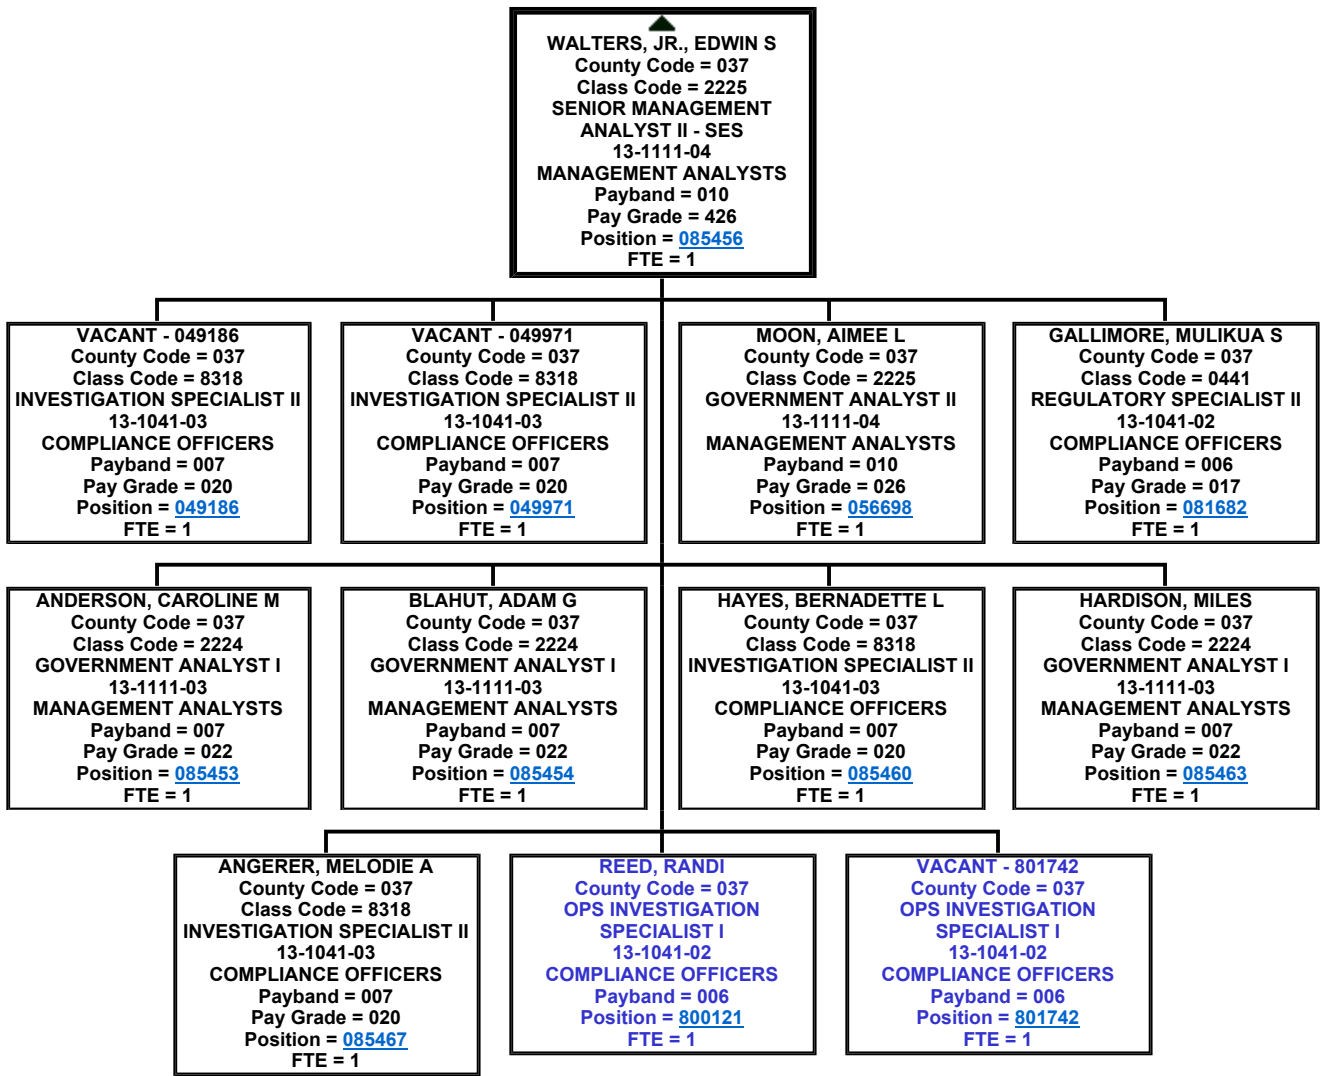 WALTERS, JR., EDWIN S
County Code = 037
Class Code = 2225
SENIOR MANAGEMENT
ANALYST II - SES
13-1111-04
MANAGEMENT ANALYSTS
Payband = 010
Pay Grade = 426
Position = 085456
FTE = 1
VACANT - 049186
County Code = 037
Class Code = 8318
INVESTIGATION SPECIALIST II
13-1041-03
COMPLIANCE OFFICERS
Payband = 007
Pay Grade = 020
Position = 049186
FTE = 1
VACANT - 049971
County Code = 037
Class Code = 8318
INVESTIGATION SPECIALIST II
13-1041-03
COMPLIANCE OFFICERS
Payband = 007
Pay Grade = 020
Position = 049971
FTE = 1
MOON, AIMEE L
County Code = 037
Class Code = 2225
GOVERNMENT ANALYST II
13-1111-04
MANAGEMENT ANALYSTS
Payband = 010
Pay Grade = 026
Position = 056698
FTE = 1
GALLIMORE, MULIKUA S
County Code = 037
Class Code = 0441
REGULATORY SPECIALIST II
13-1041-02
COMPLIANCE OFFICERS
Payband = 006
Pay Grade = 017
Position = 081682
FTE = 1
ANDERSON, CAROLINE M
County Code = 037
Class Code = 2224
GOVERNMENT ANALYST I
13-1111-03
MANAGEMENT ANALYSTS
Payband = 007
Pay Grade = 022
Position = 085453
FTE = 1
BLAHUT, ADAM G
County Code = 037
Class Code = 2224
GOVERNMENT ANALYST I
13-1111-03
MANAGEMENT ANALYSTS
Payband = 007
Pay Grade = 022
Position = 085454
FTE = 1
HAYES, BERNADETTE L
County Code = 037
Class Code = 8318
INVESTIGATION SPECIALIST II
13-1041-03
COMPLIANCE OFFICERS
Payband = 007
Pay Grade = 020
Position = 085460
FTE = 1
HARDISON, MILES
County Code = 037
Class Code = 2224
GOVERNMENT ANALYST I
13-1111-03
MANAGEMENT ANALYSTS
Payband = 007
Pay Grade = 022
Position = 085463
FTE = 1
ANGERER, MELODIE A
County Code = 037
Class Code = 8318
INVESTIGATION SPECIALIST II
13-1041-03
COMPLIANCE OFFICERS
Payband = 007
Pay Grade = 020
Position = 085467
FTE = 1
REED, RANDI
County Code = 037
OPS INVESTIGATION
SPECIALIST I
13-1041-02
COMPLIANCE OFFICERS
Payband = 006
Position = 800121
FTE = 1
VACANT - 801742
County Code = 037
OPS INVESTIGATION
SPECIALIST I
13-1041-02
COMPLIANCE OFFICERS
Payband = 006
Position = 801742
FTE = 1